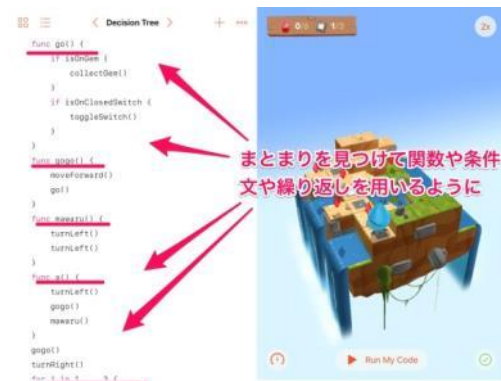 Decision Tree
func go() {
if isOnGem {
collectGem()
}
if isOnClosedSwitch {
toggleSwitch()
}
}
func gogo() {
moveForward()
go()
}
func mawaru() {
turnLeft()
turnLeft()
}
func a() {
turnLeft()
gogo()
mawaru()
}
gogo()
turnRight()
2x
まとまりを見つけて関数や条件
文や繰り返しを用いるように
Run My Code